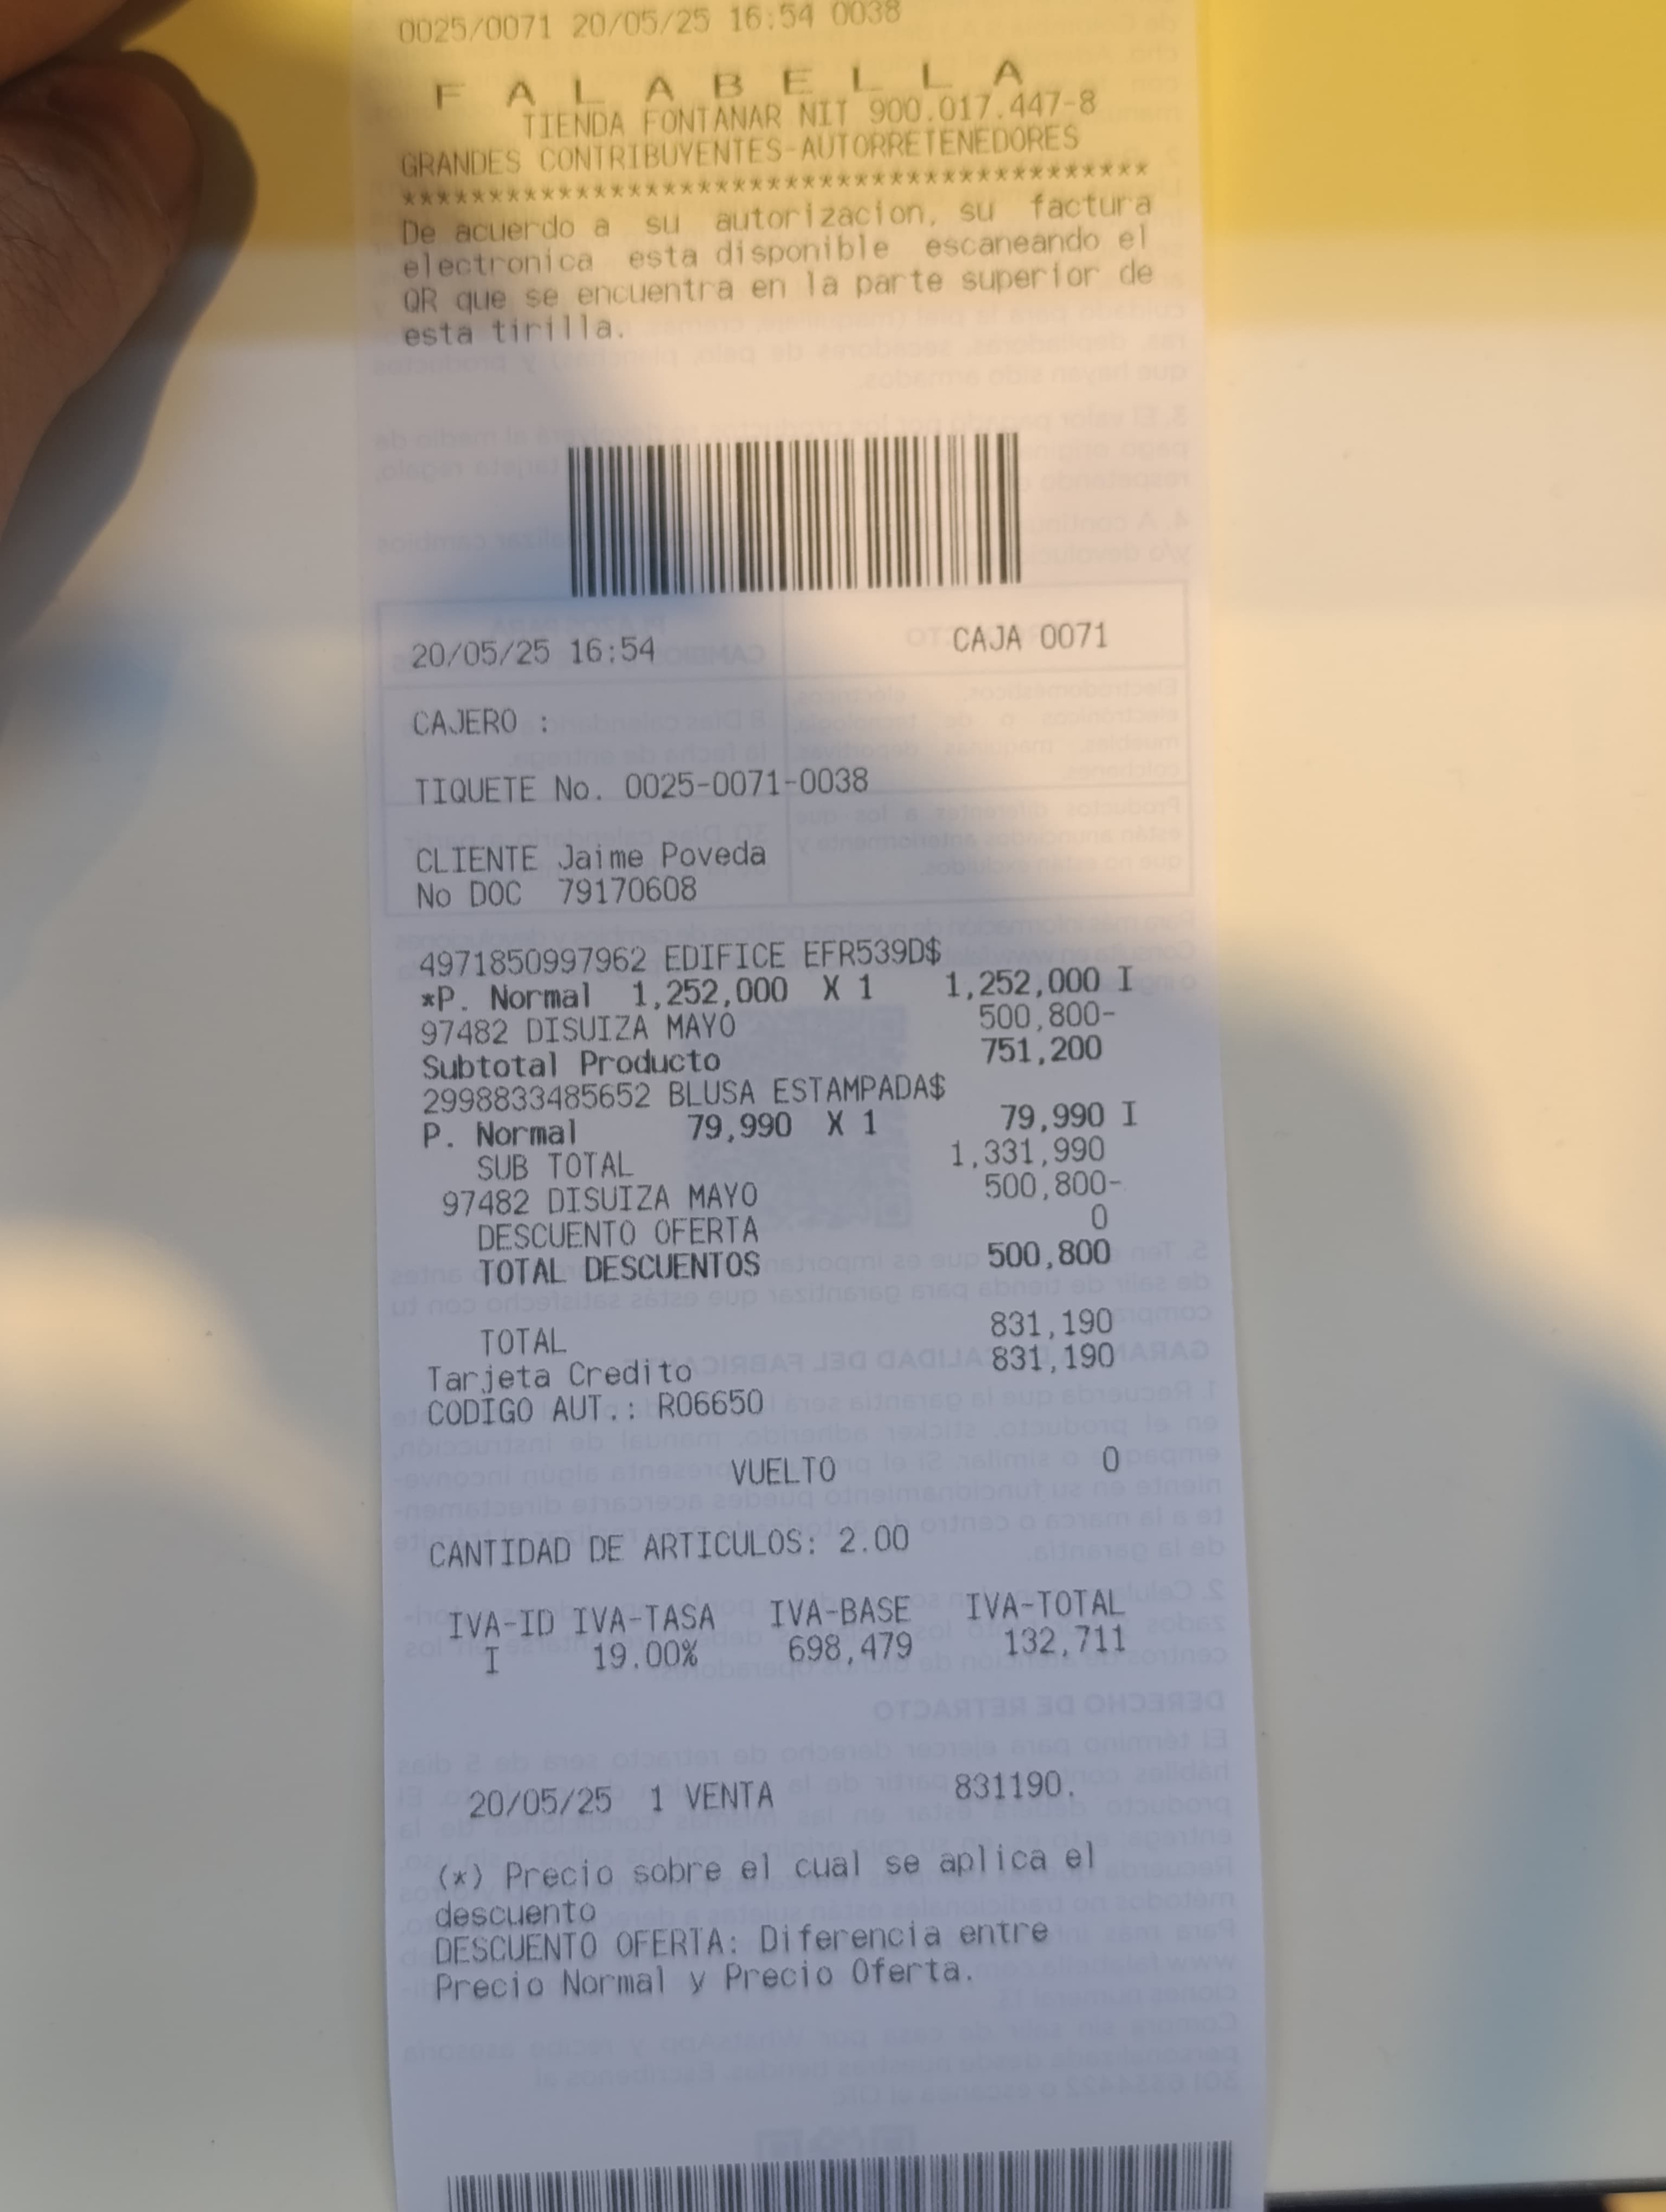 0025/0071 20/05/25 16:54 0038
F A L A B E L L A
TIENDA FONTANAR NIT 900.017.447-8
GRANDES CONTRIBUYENTES-AUTORRETENEDORES
*******************************************
De acuerdo a su autorizacion, su factura
electronica esta disponible escaneando el
QR que se encuentra en la parte superior de
esta tirilla.
20/05/25 16:54 CAJA 0071
CAJERO :
TIQUETE No. 0025-0071-0038
CLIENTE Jaime Poveda
No DOC 79170608
4971850997962 EDIFICE EFR539D$
*P. Normal 1,252,000 X 1 1,252,000 I
97482 DISUIZA MAYO 500,800-
Subtotal Producto 751,200
2998833485652 BLUSA ESTAMPADA$
P. Normal 79,990 X 1 79,990 I
SUB TOTAL 1,331,990
97482 DISUIZA MAYO 500,800-
DESCUENTO OFERTA 0
TOTAL DESCUENTOS 500,800
TOTAL 831,190
Tarjeta Credito 831,190
CODIGO AUT.: R06650
VUELTO 0
CANTIDAD DE ARTICULOS: 2.00
IVA-ID IVA-TASA IVA-BASE IVA-TOTAL
I 19.00% 698,479 132,711
20/05/25 1 VENTA 831190.
(*) Precio sobre el cual se aplica el
descuento
DESCUENTO OFERTA: Diferencia entre
Precio Normal y Precio Oferta.